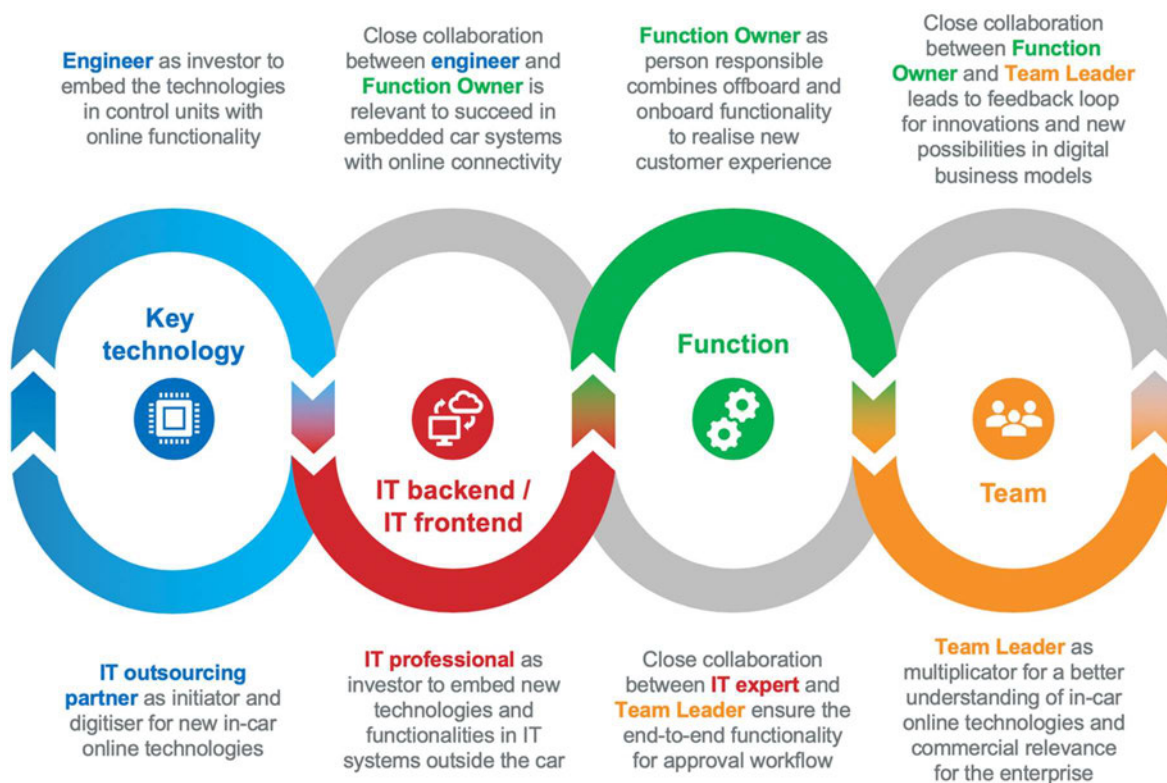 Engineer as investor to
embed the technologies
in control units with
online functionality
Close collaboration
between engineer and
Function Owner is
relevant to succeed in
embedded car systems
with online connectivity
Function Owner as
person responsible
combines offboard and
onboard functionality
to realise new
customer experience
Close collaboration
between Function
Owner and Team Leader
leads to feedback loop
for innovations and new
possibilities in digital
business models
Key
technology
IT backend /
IT frontend
Function
Team
IT outsourcing
partner as initiator and
digitiser for new in-car
online technologies
IT professional as
investor to embed new
technologies and
functionalities in IT
systems outside the car
Close collaboration
between IT expert and
Team Leader ensure the
end-to-end functionality
for approval workflow
Team Leader as
multiplicator for a better
understanding of in-car
online technologies and
commercial relevance
for the enterprise